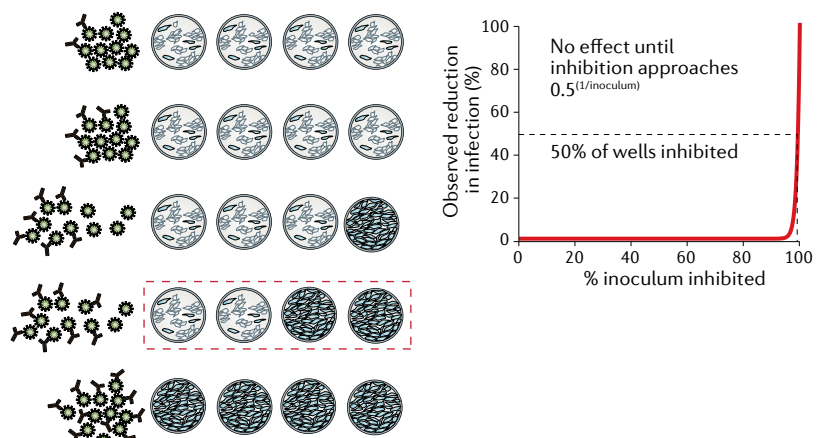 100
80
60
40
20
0
Observed reduction
in infection (%)
No effect until
inhibition approaches
0.5(1/inoculum)
50% of wells inhibited
0 20 40 60 80 100
% inoculum inhibited